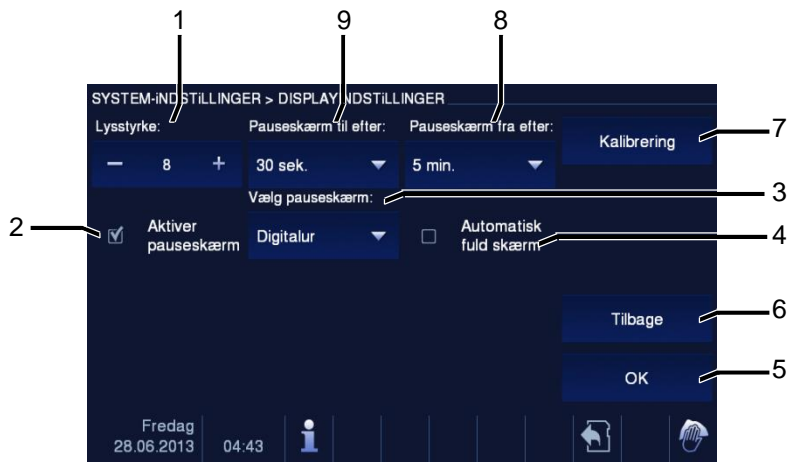 1 9 8
SYSTEM-iNDSTiLLINGER > DISPLAYiNDSTiLLINGER
Lysstyrke: Pauseskærm til efter: Pauseskærm fra efter:
Kalibrering 7
− 8 + 30 sek. 5 min.
Vælg pauseskærm: 3
2 Aktiver pauseskærm Digitalur Automatisk fuld skærm 4
Tilbage 6
OK 5
Fredag
28.06.2013 04:43